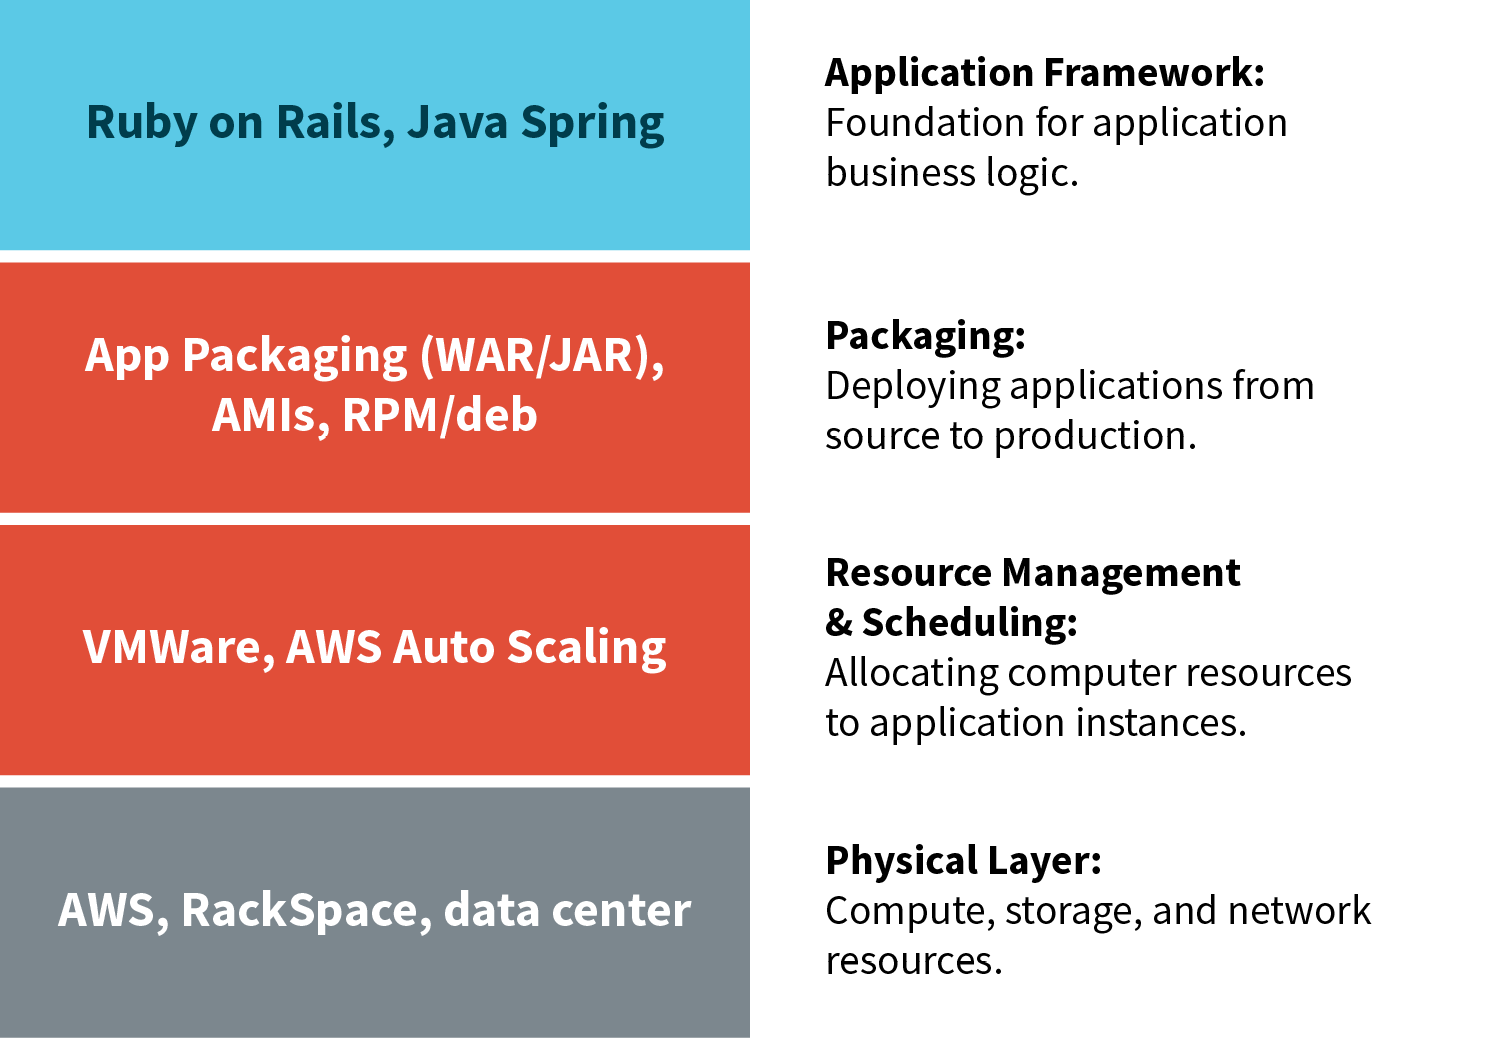 Ruby on Rails, Java Spring
Application Framework:
Foundation for application
business logic.
App Packaging (WAR/JAR),
AMIs, RPM/deb
Packaging:
Deploying applications from
source to production.
VMWare, AWS Auto Scaling
Resource Management
& Scheduling:
Allocating computer resources
to application instances.
AWS, RackSpace, data center
Physical Layer:
Compute, storage, and network
resources.